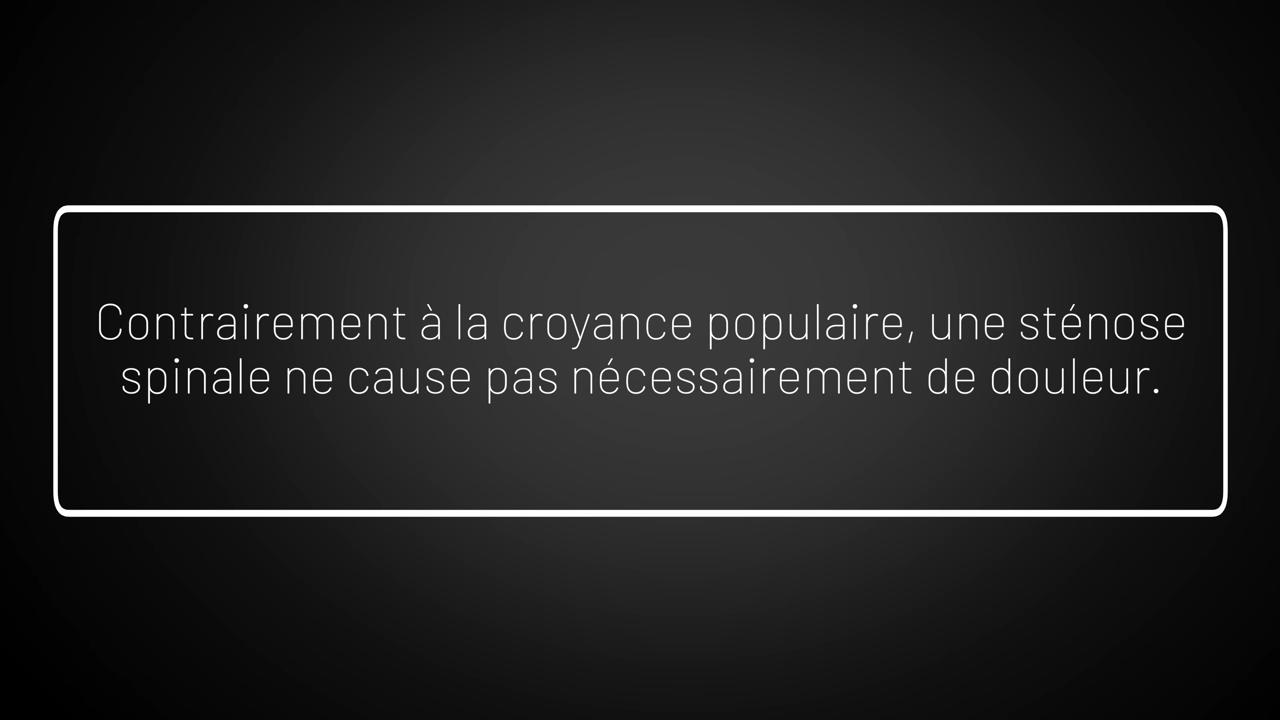 Contrairement à la croyance populaire, une sténose
spinale ne cause pas nécessairement de douleur.